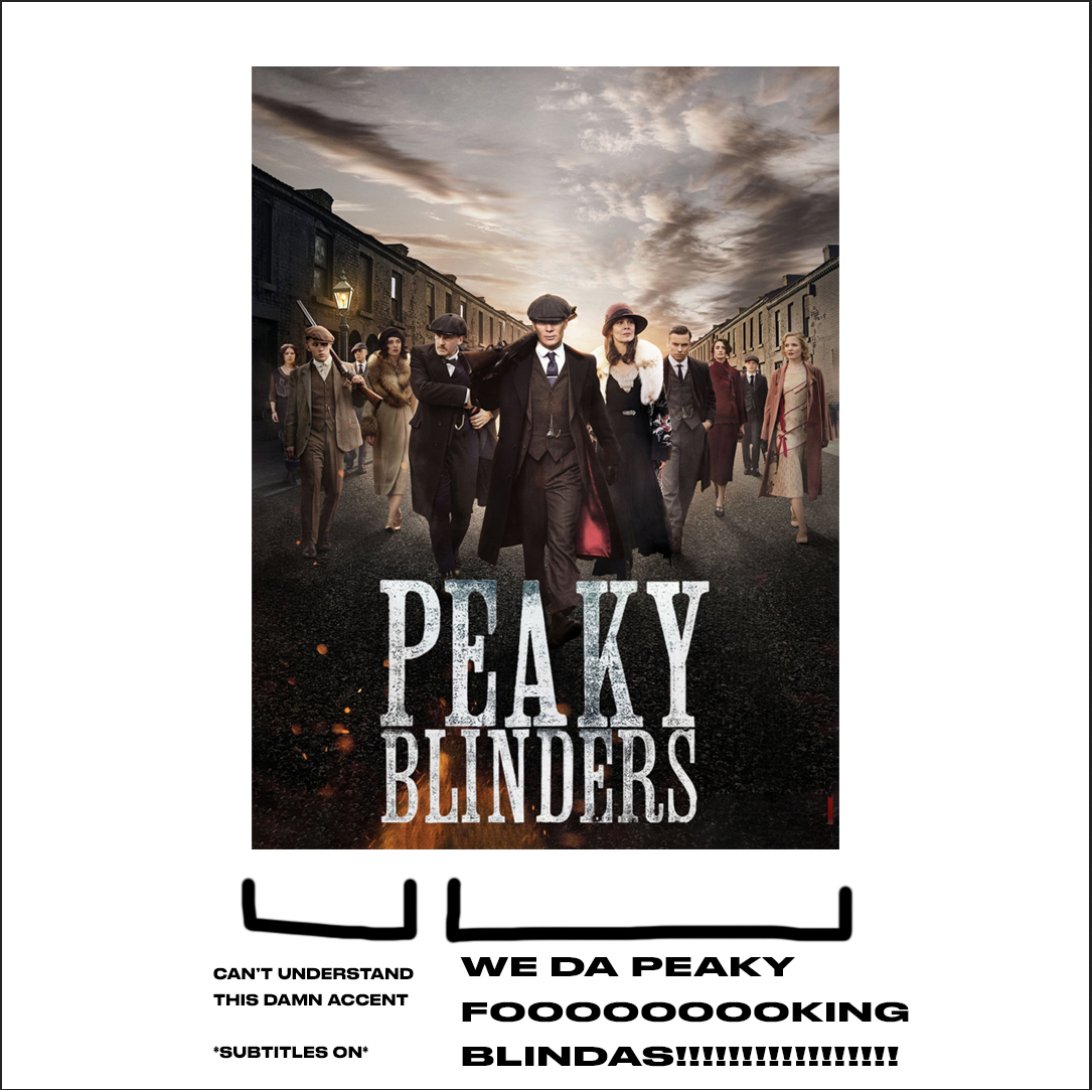 PEAKY
BLINDERS
CAN'T UNDERSTAND
THIS DAMN ACCENT
*SUBTITLES ON*
WE DA PEAKY
FOOOOOOOOOKING
BLINDAS!!!!!!!!!!!!!!!!!